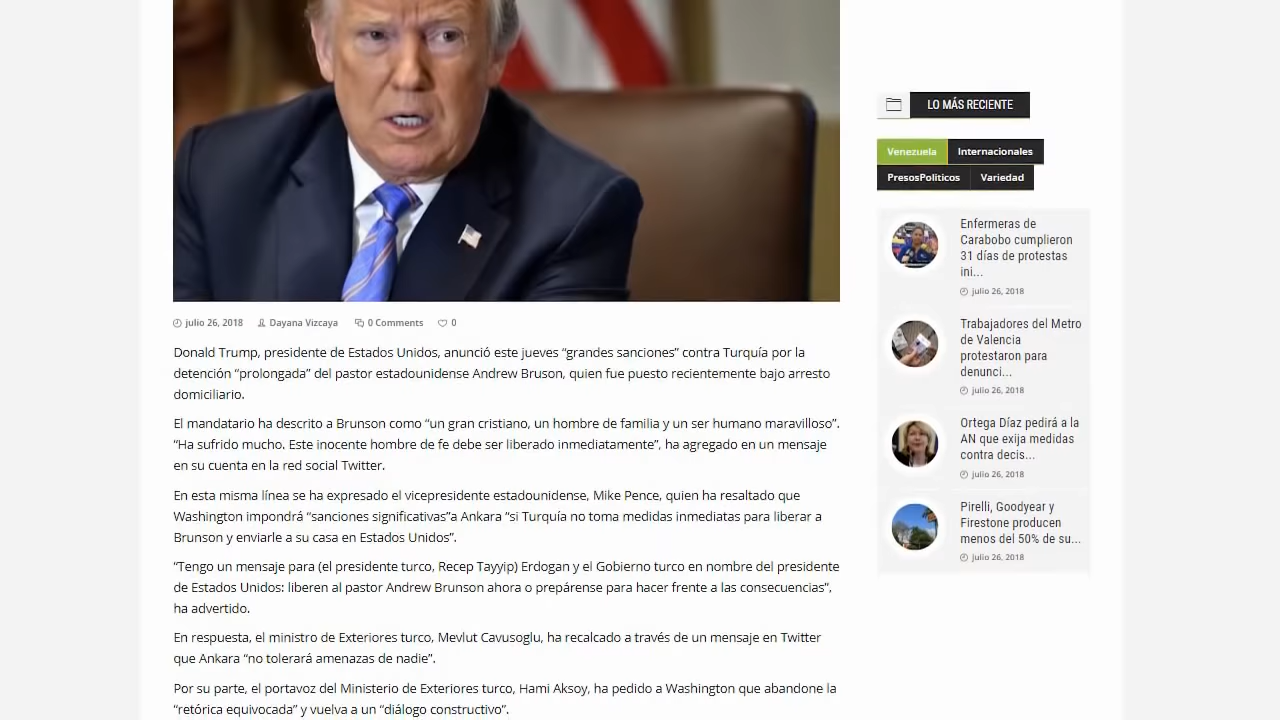 julio 26, 2018 Dayana Vizcaya 0 Comments 0
Donald Trump, presidente de Estados Unidos, anunció este jueves “grandes sanciones” contra Turquía por la
detención “prolongada” del pastor estadounidense Andrew Bruson, quien fue puesto recientemente bajo arresto
domiciliario.
El mandatario ha descrito a Brunson como “un gran cristiano, un hombre de familia y un ser humano maravilloso”.
“Ha sufrido mucho. Este inocente hombre de fe debe ser liberado inmediatamente”, ha agregado en un mensaje
en su cuenta en la red social Twitter.
En esta misma línea se ha expresado el vicepresidente estadounidense, Mike Pence, quien ha resaltado que
Washington impondrá “sanciones significativas”a Ankara “si Turquía no toma medidas inmediatas para liberar a
Brunson y enviarle a su casa en Estados Unidos”.
“Tengo un mensaje para (el presidente turco, Recep Tayyip) Erdogan y el Gobierno turco en nombre del presidente
de Estados Unidos: liberen al pastor Andrew Brunson ahora o prepárense para hacer frente a las consecuencias”,
ha advertido.
En respuesta, el ministro de Exteriores turco, Mevlut Cavusoglu, ha recalcado a través de un mensaje en Twitter
que Ankara “no tolerará amenazas de nadie”.
Por su parte, el portavoz del Ministerio de Exteriores turco, Hami Aksoy, ha pedido a Washington que abandone la
“retórica equivocada” y vuelva a un “diálogo constructivo”.
LO MÁS RECIENTE
Venezuela Internacionales
PresosPoliticos Variedad
Enfermeras de
Carabobo cumplieron
31 días de protestas
ini...
julio 26, 2018
Trabajadores del Metro
de Valencia
protestaron para
denunci...
julio 26, 2018
Ortega Díaz pedirá a la
AN que exija medidas
contra decis...
julio 26, 2018
Pirelli, Goodyear y
Firestone producen
menos del 50% de su...
julio 26, 2018